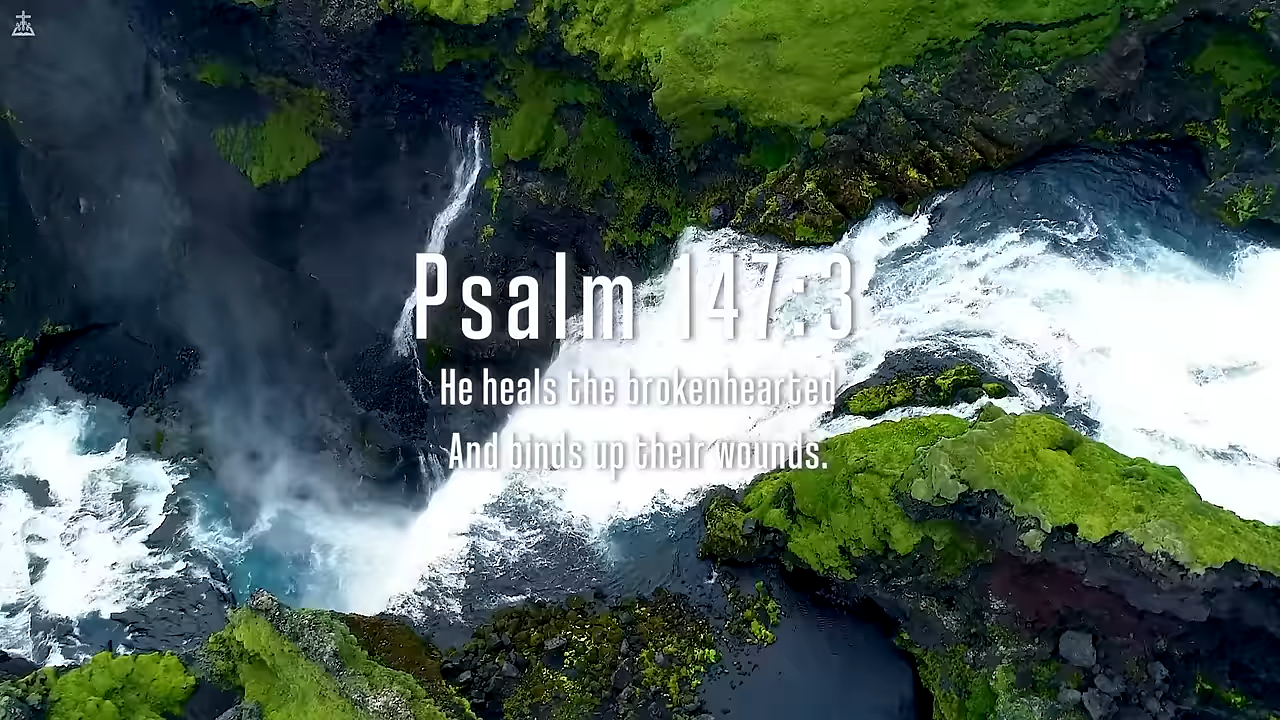 Psalm 147:3
He heals the brokenhearted
And binds up their wounds.